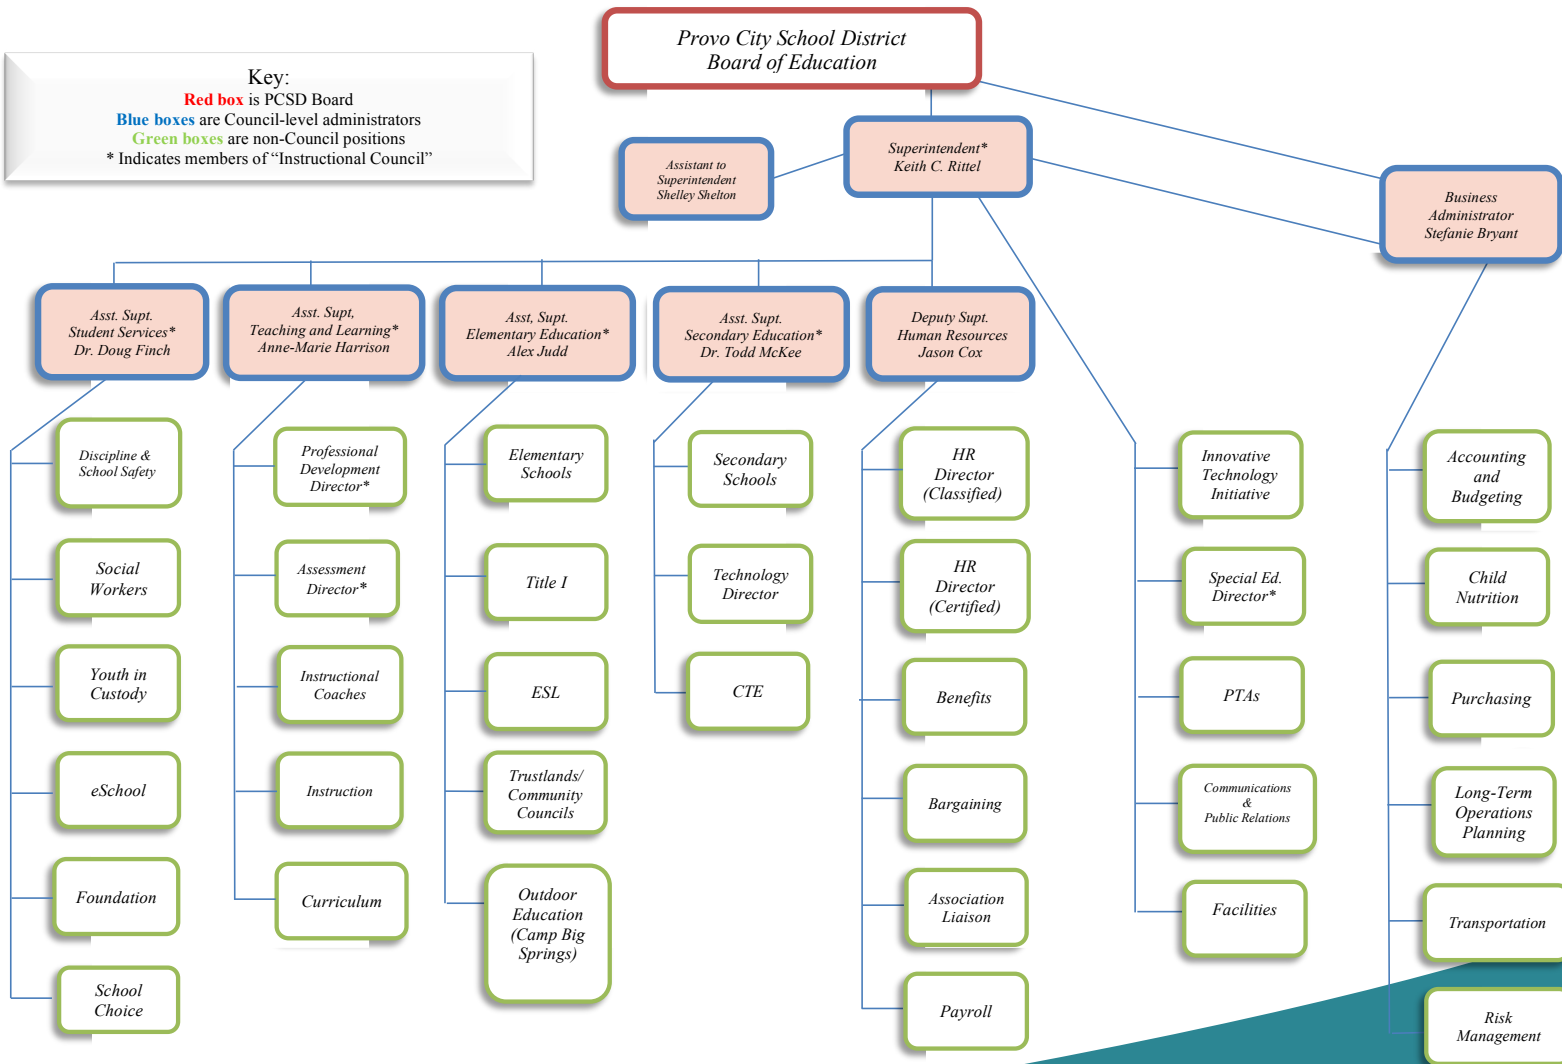 Provo City School District
Board of Education
Key:
Red box is PCSD Board
Blue boxes are Council-level administrators
Green boxes are non-Council positions
* Indicates members of “Instructional Council”
Superintendent*
Keith C. Rittel
Assistant to
Superintendent
Shelley Shelton
Business
Administrator
Stefanie Bryant
Asst. Supt.
Student Services*
Dr. Doug Finch
Asst. Supt,
Teaching and Learning*
Anne-Marie Harrison
Asst, Supt.
Elementary Education*
Alex Judd
Asst. Supt.
Secondary Education*
Dr. Todd McKee
Deputy Supt.
Human Resources
Jason Cox
Discipline &
School Safety
Social
Workers
Youth in
Custody
eSchool
Foundation
School
Choice
Professional
Development
Director*
Assessment
Director*
Instructional
Coaches
Instruction
Curriculum
Elementary
Schools
Title I
ESL
Trustlands/
Community
Councils
Outdoor
Education
(Camp Big
Springs)
Secondary
Schools
Technology
Director
CTE
HR
Director
(Classified)
HR
Director
(Certified)
Benefits
Bargaining
Association
Liaison
Payroll
Innovative
Technology
Initiative
Special Ed.
Director*
PTAs
Communications
&
Public Relations
Facilities
Accounting
and
Budgeting
Child
Nutrition
Purchasing
Long-Term
Operations
Planning
Transportation
Risk
Management